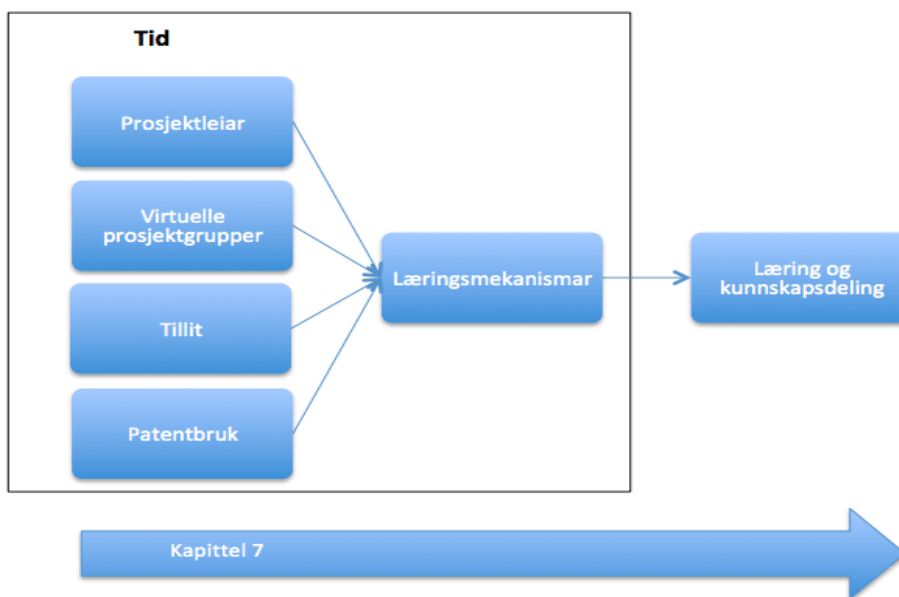 Tid
Prosjektleiar
Virtuelle
prosjektgrupper
Tillit
Patentbruk
Læringsmekanismar
Læring og
kunnskapsdeling
Kapittel 7